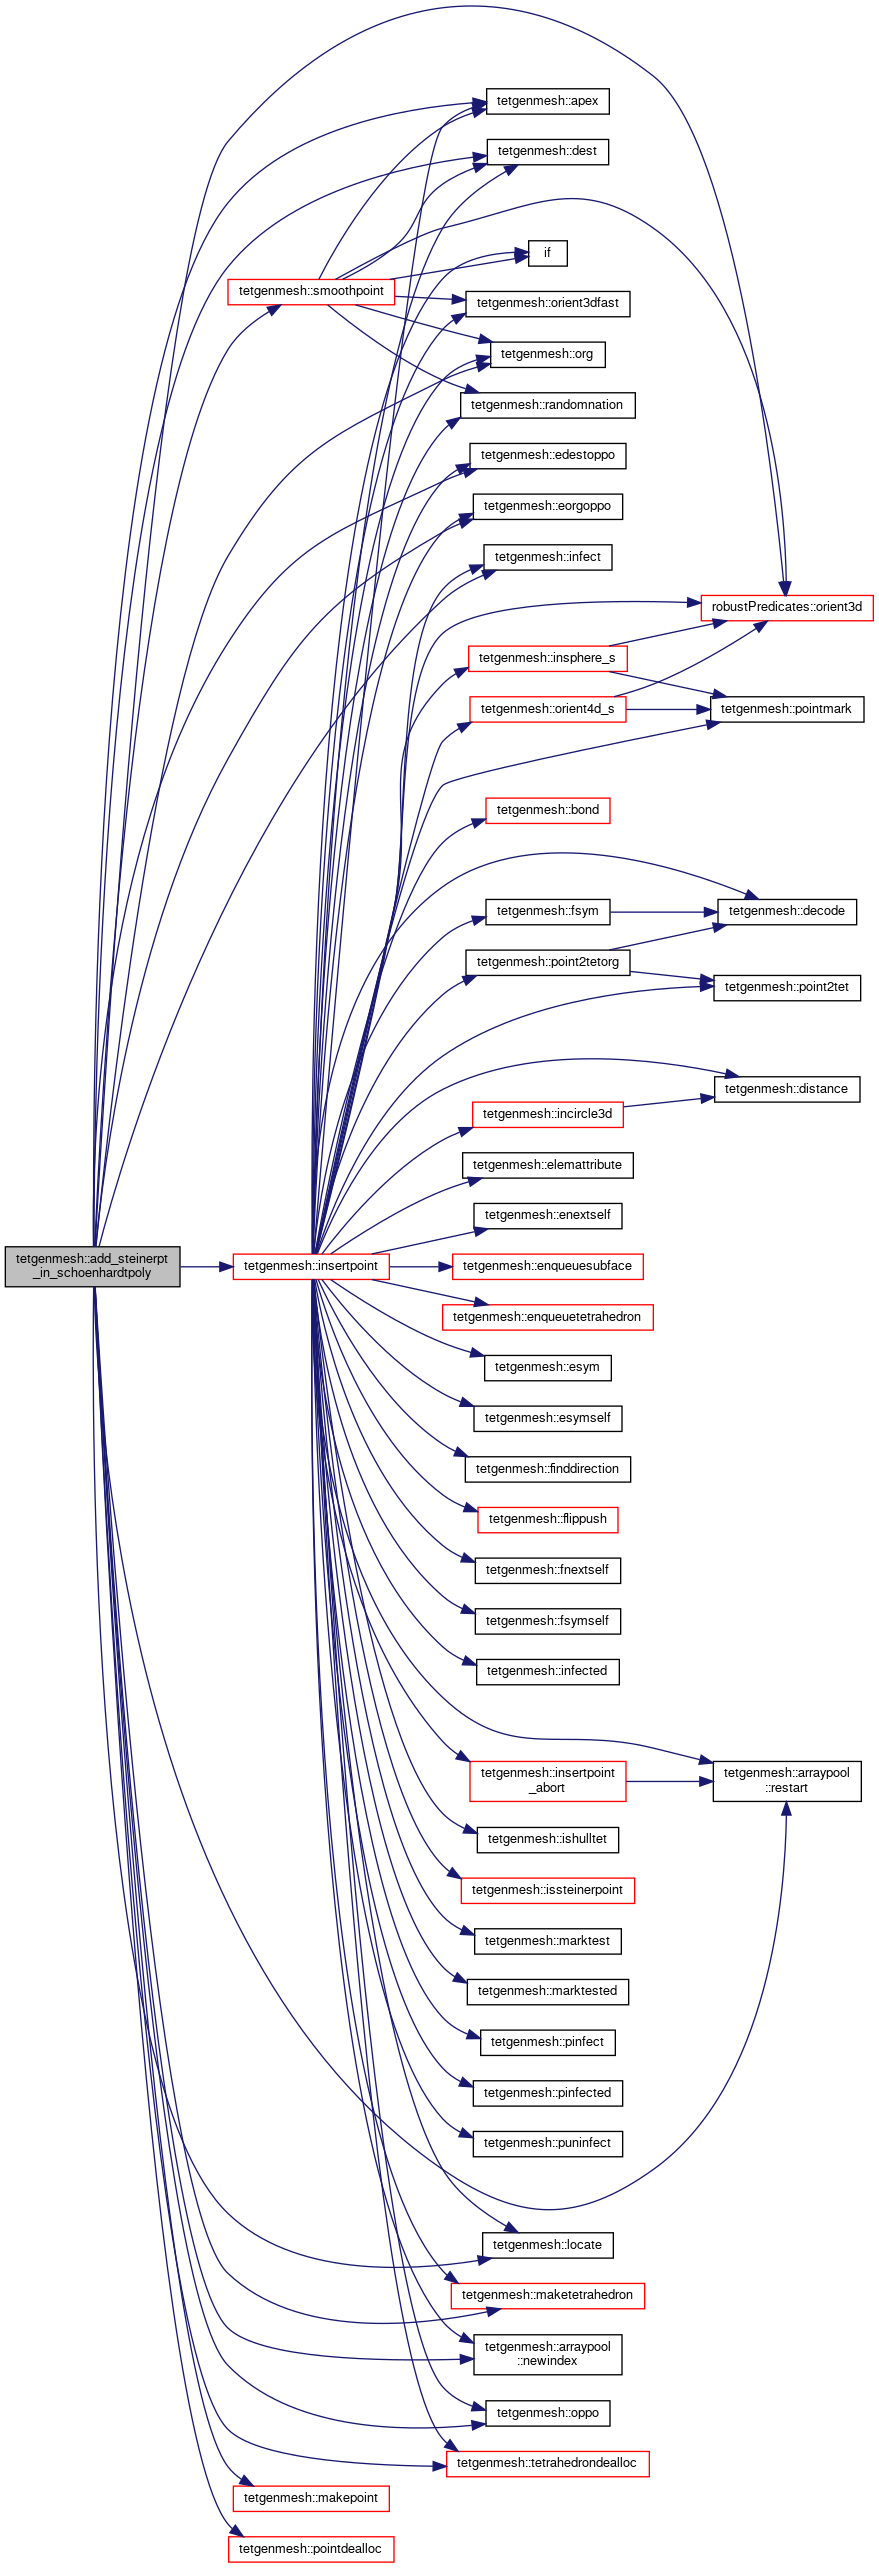 tetgenmesh::apex
tetgenmesh::dest
if
tetgenmesh::smoothpoint
tetgenmesh::orient3dfast
tetgenmesh::org
tetgenmesh::randomnation
tetgenmesh::edestoppo
tetgenmesh::eorgoppo
tetgenmesh::infect
robustPredicates::orient3d
tetgenmesh::insphere_s
tetgenmesh::orient4d_s
tetgenmesh::pointmark
tetgenmesh::bond
tetgenmesh::fsym
tetgenmesh::decode
tetgenmesh::point2tetorg
tetgenmesh::point2tet
tetgenmesh::distance
tetgenmesh::incircle3d
tetgenmesh::elemattribute
tetgenmesh::enextself
tetgenmesh::add_steinerpt
_in_schoenhardtpoly
tetgenmesh::insertpoint
tetgenmesh::enqueuesubface
tetgenmesh::enqueuetetrahedron
tetgenmesh::esym
tetgenmesh::esymself
tetgenmesh::finddirection
tetgenmesh::flippush
tetgenmesh::fnextself
tetgenmesh::fsymself
tetgenmesh::infected
tetgenmesh::insertpoint
_abort
tetgenmesh::arraypool
::restart
tetgenmesh::ishulltet
tetgenmesh::issteinerpoint
tetgenmesh::marktest
tetgenmesh::marktested
tetgenmesh::pinfect
tetgenmesh::pinfected
tetgenmesh::puninfect
tetgenmesh::locate
tetgenmesh::maketetrahedron
tetgenmesh::arraypool
::newindex
tetgenmesh::oppo
tetgenmesh::tetrahedrondealloc
tetgenmesh::makepoint
tetgenmesh::pointdealloc